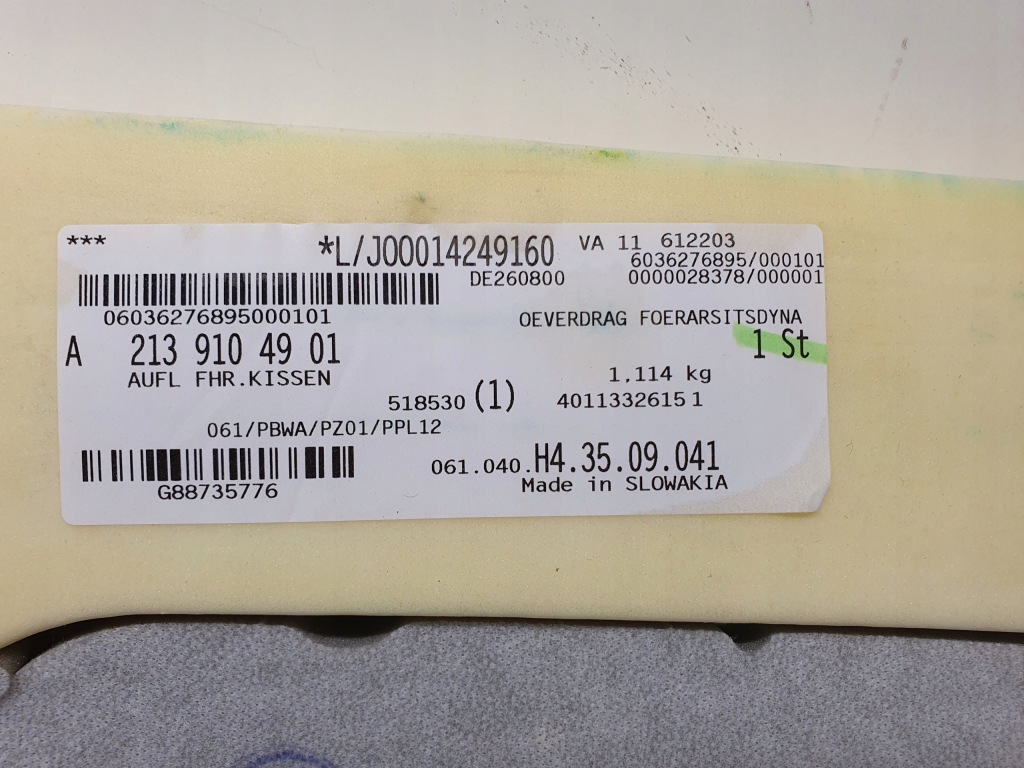 ***
*L/J00014249160
VA 11 612203
6036276895/000101
DE260800
0000028378/000001
06036276895000101
OEVERDRAG FOERARSITSDYNA
A 213 910 49 01
1 St
AUFL FHR.KISSEN
1,114 kg
518530 (1)
40113326151
061/PBWA/PZ01/PPL12
061.040.H4.35.09.041
G88735776
Made in SLOWAKIA